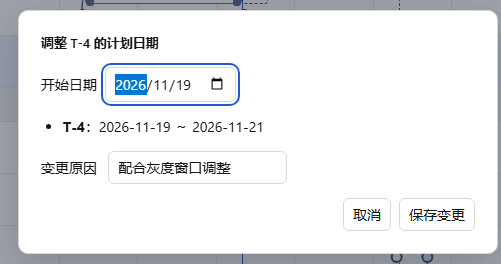 调整 T-4 的计划日期
开始日期 2026/11/19
T-4：2026-11-19 ~ 2026-11-21
变更原因 配合灰度窗口调整
取消 保存变更